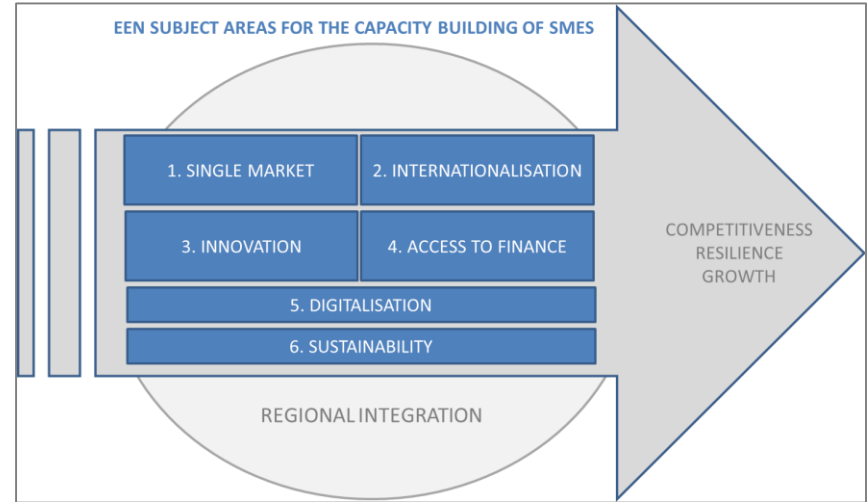 EEN SUBJECT AREAS FOR THE CAPACITY BUILDING OF SMES
1. SINGLE MARKET
2. INTERNATIONALISATION
3. INNOVATION
4. ACCESS TO FINANCE
5. DIGITALISATION
6. SUSTAINABILITY
COMPETITIVENESS
RESILIENCE
GROWTH
REGIONAL INTEGRATION